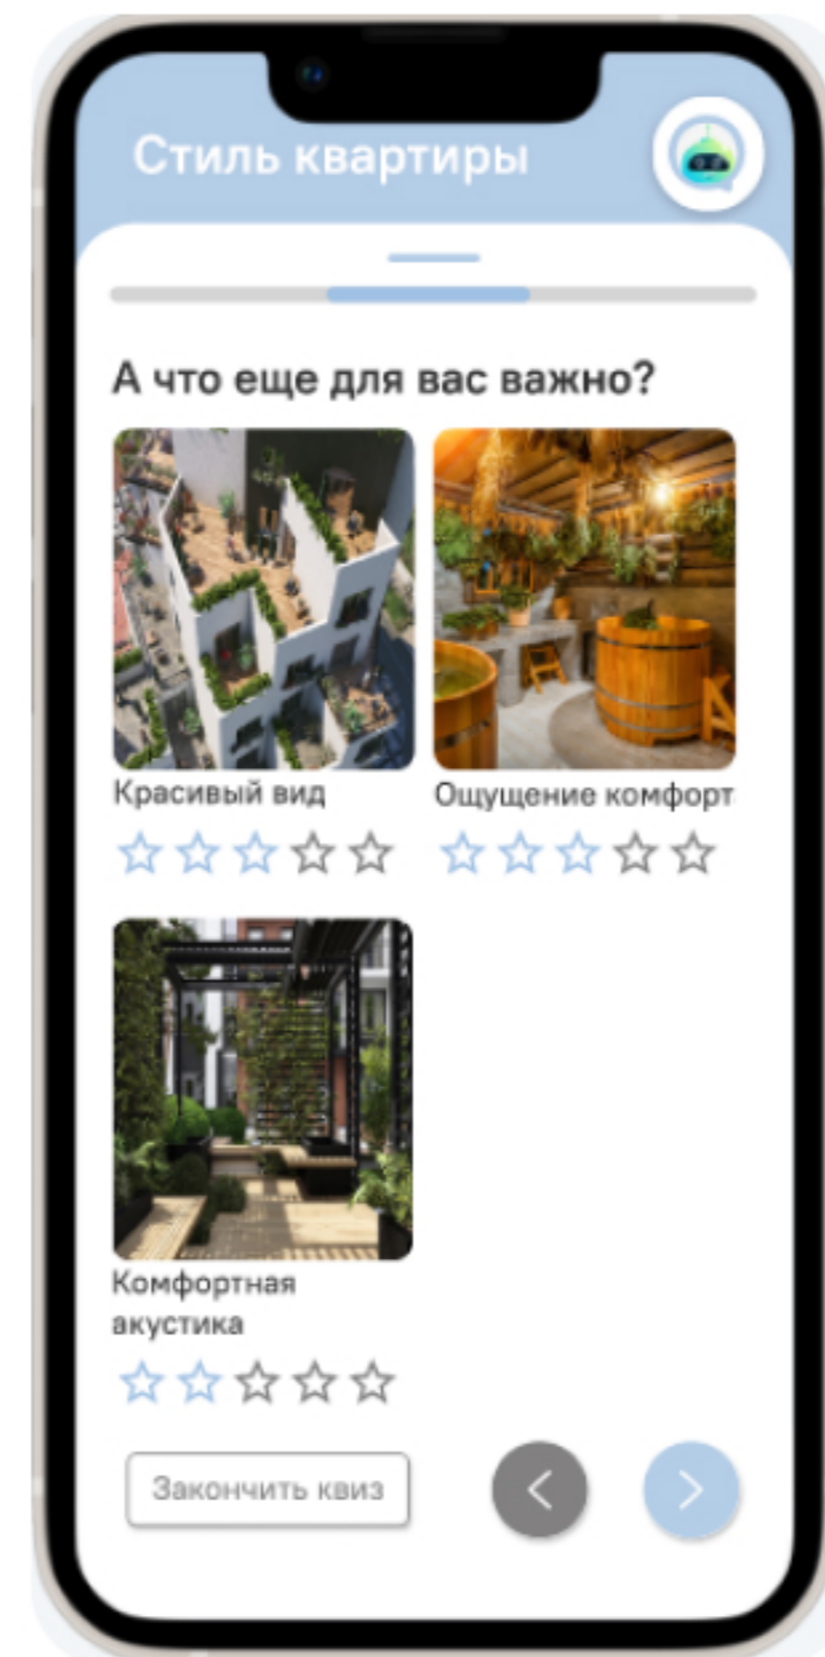 Стиль квартиры
А что еще для вас важно?
Красивый вид
Ощущение комфорт
Комфортная
акустика
Закончить квиз